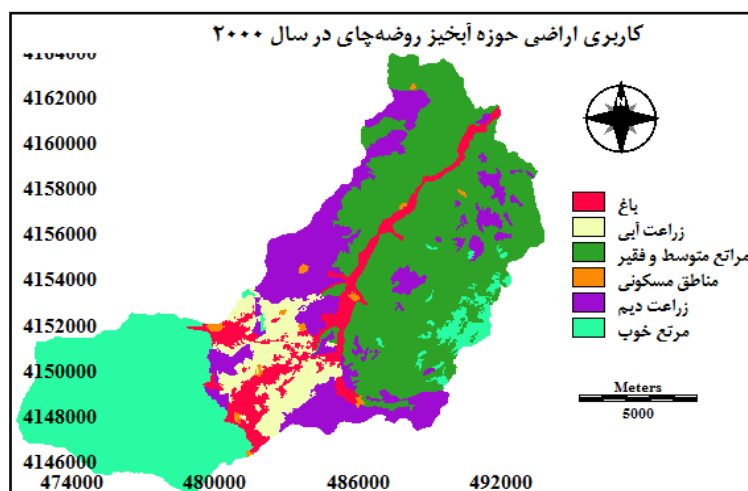 کاربری اراضی حوزه آبخیز روضه‌چای در سال ۲۰۰۰
4164000
4162000
4160000
4158000
4156000
4154000
4152000
4150000
4148000
4146000
474000 480000 486000 492000
باغ
زراعت آبی
مراتع متوسط و فقیر
مناطق مسکونی
زراعت دیم
مرتع خوب
Meters
5000